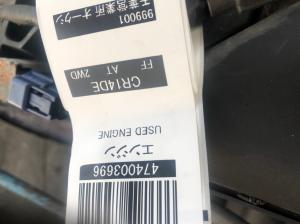 474003696
エンジン
USED ENGINE
CR14DE
FF AT 2WD
999001